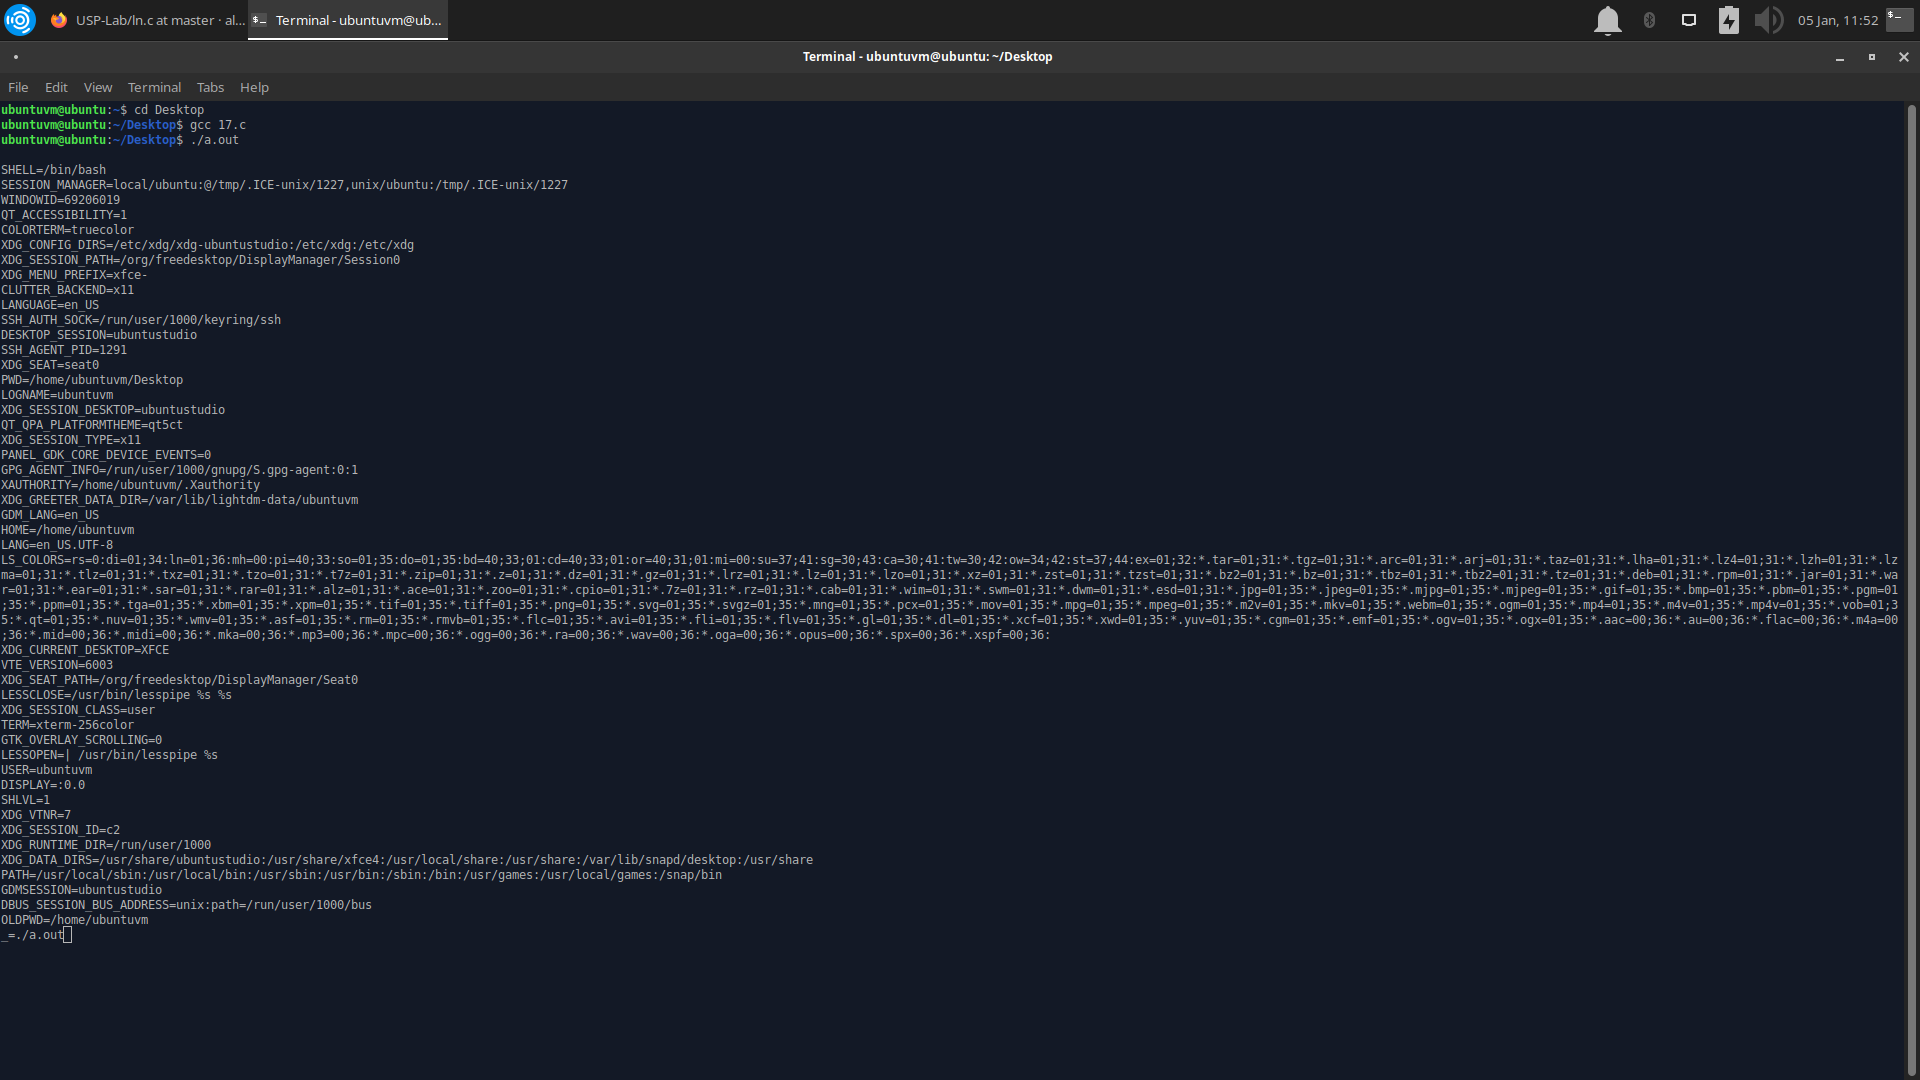 USP-Lab/ln.c at master · al...
Terminal - ubuntuvm@ub...
05 Jan, 11:52
Terminal - ubuntuvm@ubuntu: ~/Desktop
File Edit View Terminal Tabs Help
ubuntuvm@ubuntu:~$ cd Desktop
ubuntuvm@ubuntu:~/Desktop$ gcc 17.c
ubuntuvm@ubuntu:~/Desktop$ ./a.out
SHELL=/bin/bash
SESSION_MANAGER=local/ubuntu:@/tmp/.ICE-unix/1227,unix/ubuntu:/tmp/.ICE-unix/1227
WINDOWID=69206019
QT_ACCESSIBILITY=1
COLORTERM=truecolor
XDG_CONFIG_DIRS=/etc/xdg/xdg-ubuntustudio:/etc/xdg:/etc/xdg
XDG_SESSION_PATH=/org/freedesktop/DisplayManager/Session0
XDG_MENU_PREFIX=xfce-
CLUTTER_BACKEND=x11
LANGUAGE=en_US
SSH_AUTH_SOCK=/run/user/1000/keyring/ssh
DESKTOP_SESSION=ubuntustudio
SSH_AGENT_PID=1291
XDG_SEAT=seat0
PWD=/home/ubuntuvm/Desktop
LOGNAME=ubuntuvm
XDG_SESSION_DESKTOP=ubuntustudio
QT_QPA_PLATFORMTHEME=qt5ct
XDG_SESSION_TYPE=x11
PANEL_GDK_CORE_DEVICE_EVENTS=0
GPG_AGENT_INFO=/run/user/1000/gnupg/S.gpg-agent:0:1
XAUTHORITY=/home/ubuntuvm/.Xauthority
XDG_GREETER_DATA_DIR=/var/lib/lightdm-data/ubuntuvm
GDM_LANG=en_US
HOME=/home/ubuntuvm
LANG=en_US.UTF-8
LS_COLORS=rs=0:di=01;34:ln=01;36:mh=00:pi=40;33:so=01;35:do=01;35:bd=40;33;01:cd=40;33;01:or=40;31;01:mi=00:su=37;41:sg=30;43:ca=30;41:tw=30;42:ow=34;42:st=37;44:ex=01;32:*.tar=01;31:*.tgz=01;31:*.arc=01;31:*.arj=01;31:*.taz=01;31:*.lha=01;31:*.lz4=01;31:*.lzh=01;31:*.lz
ma=01;31:*.tlz=01;31:*.txz=01;31:*.tzo=01;31:*.t7z=01;31:*.zip=01;31:*.z=01;31:*.dz=01;31:*.gz=01;31:*.lrz=01;31:*.lz=01;31:*.lzo=01;31:*.xz=01;31:*.zst=01;31:*.tzst=01;31:*.bz2=01;31:*.bz=01;31:*.tbz=01;31:*.tbz2=01;31:*.tz=01;31:*.deb=01;31:*.rpm=01;31:*.jar=01;31:*.wa
r=01;31:*.ear=01;31:*.sar=01;31:*.rar=01;31:*.alz=01;31:*.ace=01;31:*.zoo=01;31:*.cpio=01;31:*.7z=01;31:*.rz=01;31:*.cab=01;31:*.wim=01;31:*.swm=01;31:*.dwm=01;31:*.esd=01;31:*.jpg=01;35:*.jpeg=01;35:*.mjpg=01;35:*.mjpeg=01;35:*.gif=01;35:*.bmp=01;35:*.pbm=01;35:*.pgm=01
;35:*.ppm=01;35:*.tga=01;35:*.xbm=01;35:*.xpm=01;35:*.tif=01;35:*.tiff=01;35:*.png=01;35:*.svg=01;35:*.svgz=01;35:*.mng=01;35:*.pcx=01;35:*.mov=01;35:*.mpg=01;35:*.mpeg=01;35:*.m2v=01;35:*.mkv=01;35:*.webm=01;35:*.ogm=01;35:*.mp4=01;35:*.m4v=01;35:*.mp4v=01;35:*.vob=01;3
5:*.qt=01;35:*.nuv=01;35:*.wmv=01;35:*.asf=01;35:*.rm=01;35:*.rmvb=01;35:*.flc=01;35:*.avi=01;35:*.fli=01;35:*.flv=01;35:*.gl=01;35:*.dl=01;35:*.xcf=01;35:*.xwd=01;35:*.yuv=01;35:*.cgm=01;35:*.emf=01;35:*.ogv=01;35:*.ogx=01;35:*.aac=00;36:*.au=00;36:*.flac=00;36:*.m4a=00
;36:*.mid=00;36:*.midi=00;36:*.mka=00;36:*.mp3=00;36:*.mpc=00;36:*.ogg=00;36:*.ra=00;36:*.wav=00;36:*.oga=00;36:*.opus=00;36:*.spx=00;36:*.xspf=00;36:
XDG_CURRENT_DESKTOP=XFCE
VTE_VERSION=6003
XDG_SEAT_PATH=/org/freedesktop/DisplayManager/Seat0
LESSCLOSE=/usr/bin/lesspipe %s %s
XDG_SESSION_CLASS=user
TERM=xterm-256color
GTK_OVERLAY_SCROLLING=0
LESSOPEN=| /usr/bin/lesspipe %s
USER=ubuntuvm
DISPLAY=:0.0
SHLVL=1
XDG_VTNR=7
XDG_SESSION_ID=c2
XDG_RUNTIME_DIR=/run/user/1000
XDG_DATA_DIRS=/usr/share/ubuntustudio:/usr/share/xfce4:/usr/local/share:/usr/share:/var/lib/snapd/desktop:/usr/share
PATH=/usr/local/sbin:/usr/local/bin:/usr/sbin:/usr/bin:/sbin:/bin:/usr/games:/usr/local/games:/snap/bin
GDMSESSION=ubuntustudio
DBUS_SESSION_BUS_ADDRESS=unix:path=/run/user/1000/bus
OLDPWD=/home/ubuntuvm
_=./a.out